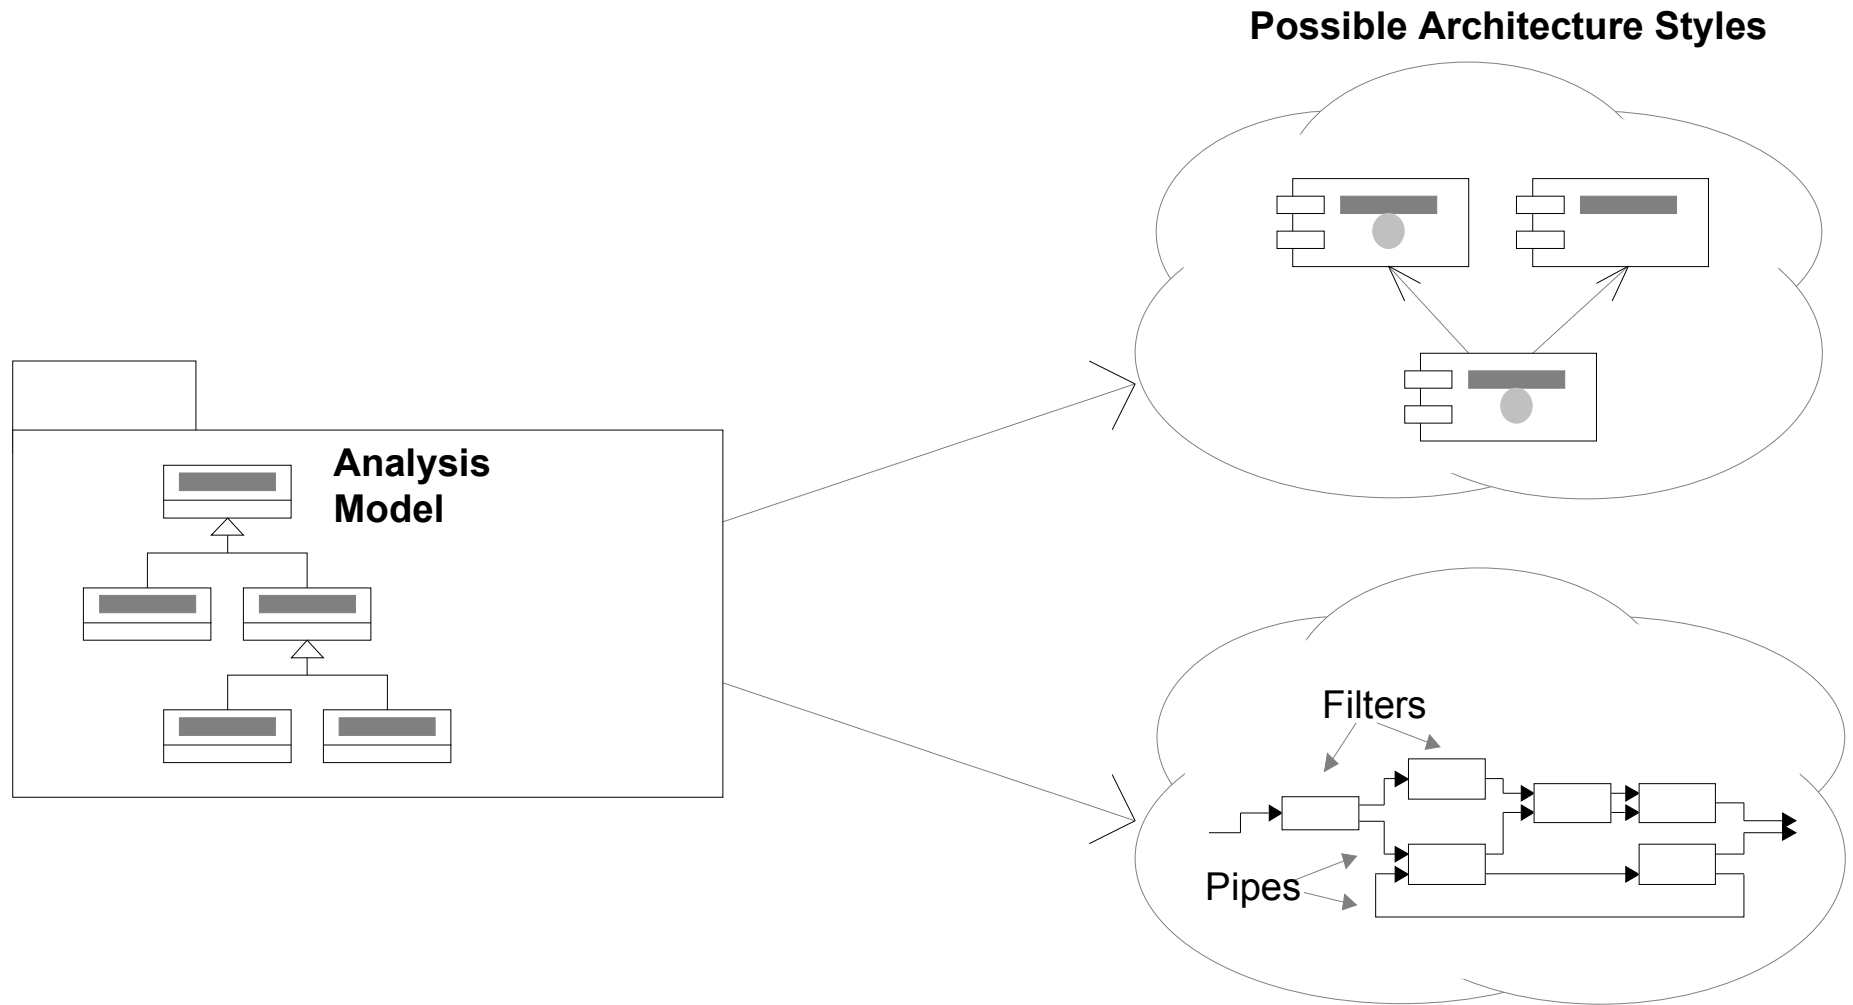 Possible Architecture Styles
Analysis
Model
Filters
Pipes